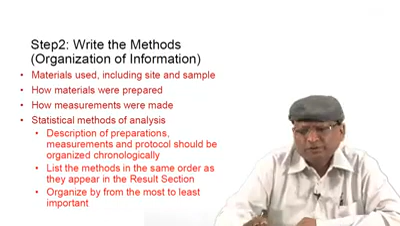 Step2: Write the Methods
(Organization of Information)
• Materials used, including site and sample
• How materials were prepared
• How measurements were made
• Statistical methods of analysis
• Description of preparations,
measurements and protocol should be
organized chronologically
• List the methods in the same order as
they appear in the Result Section
• Organize by from the most to least
important